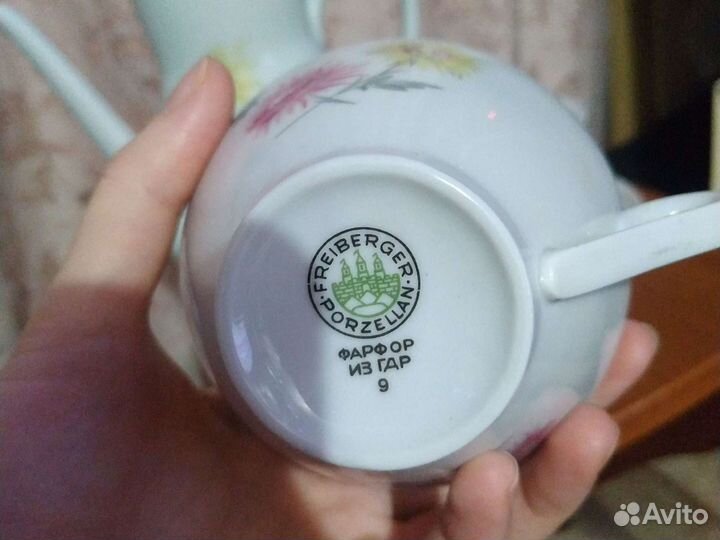 FREIBERGER
PORZELLAN
ФАРФОР
ИЗ ГДР
9
Avito